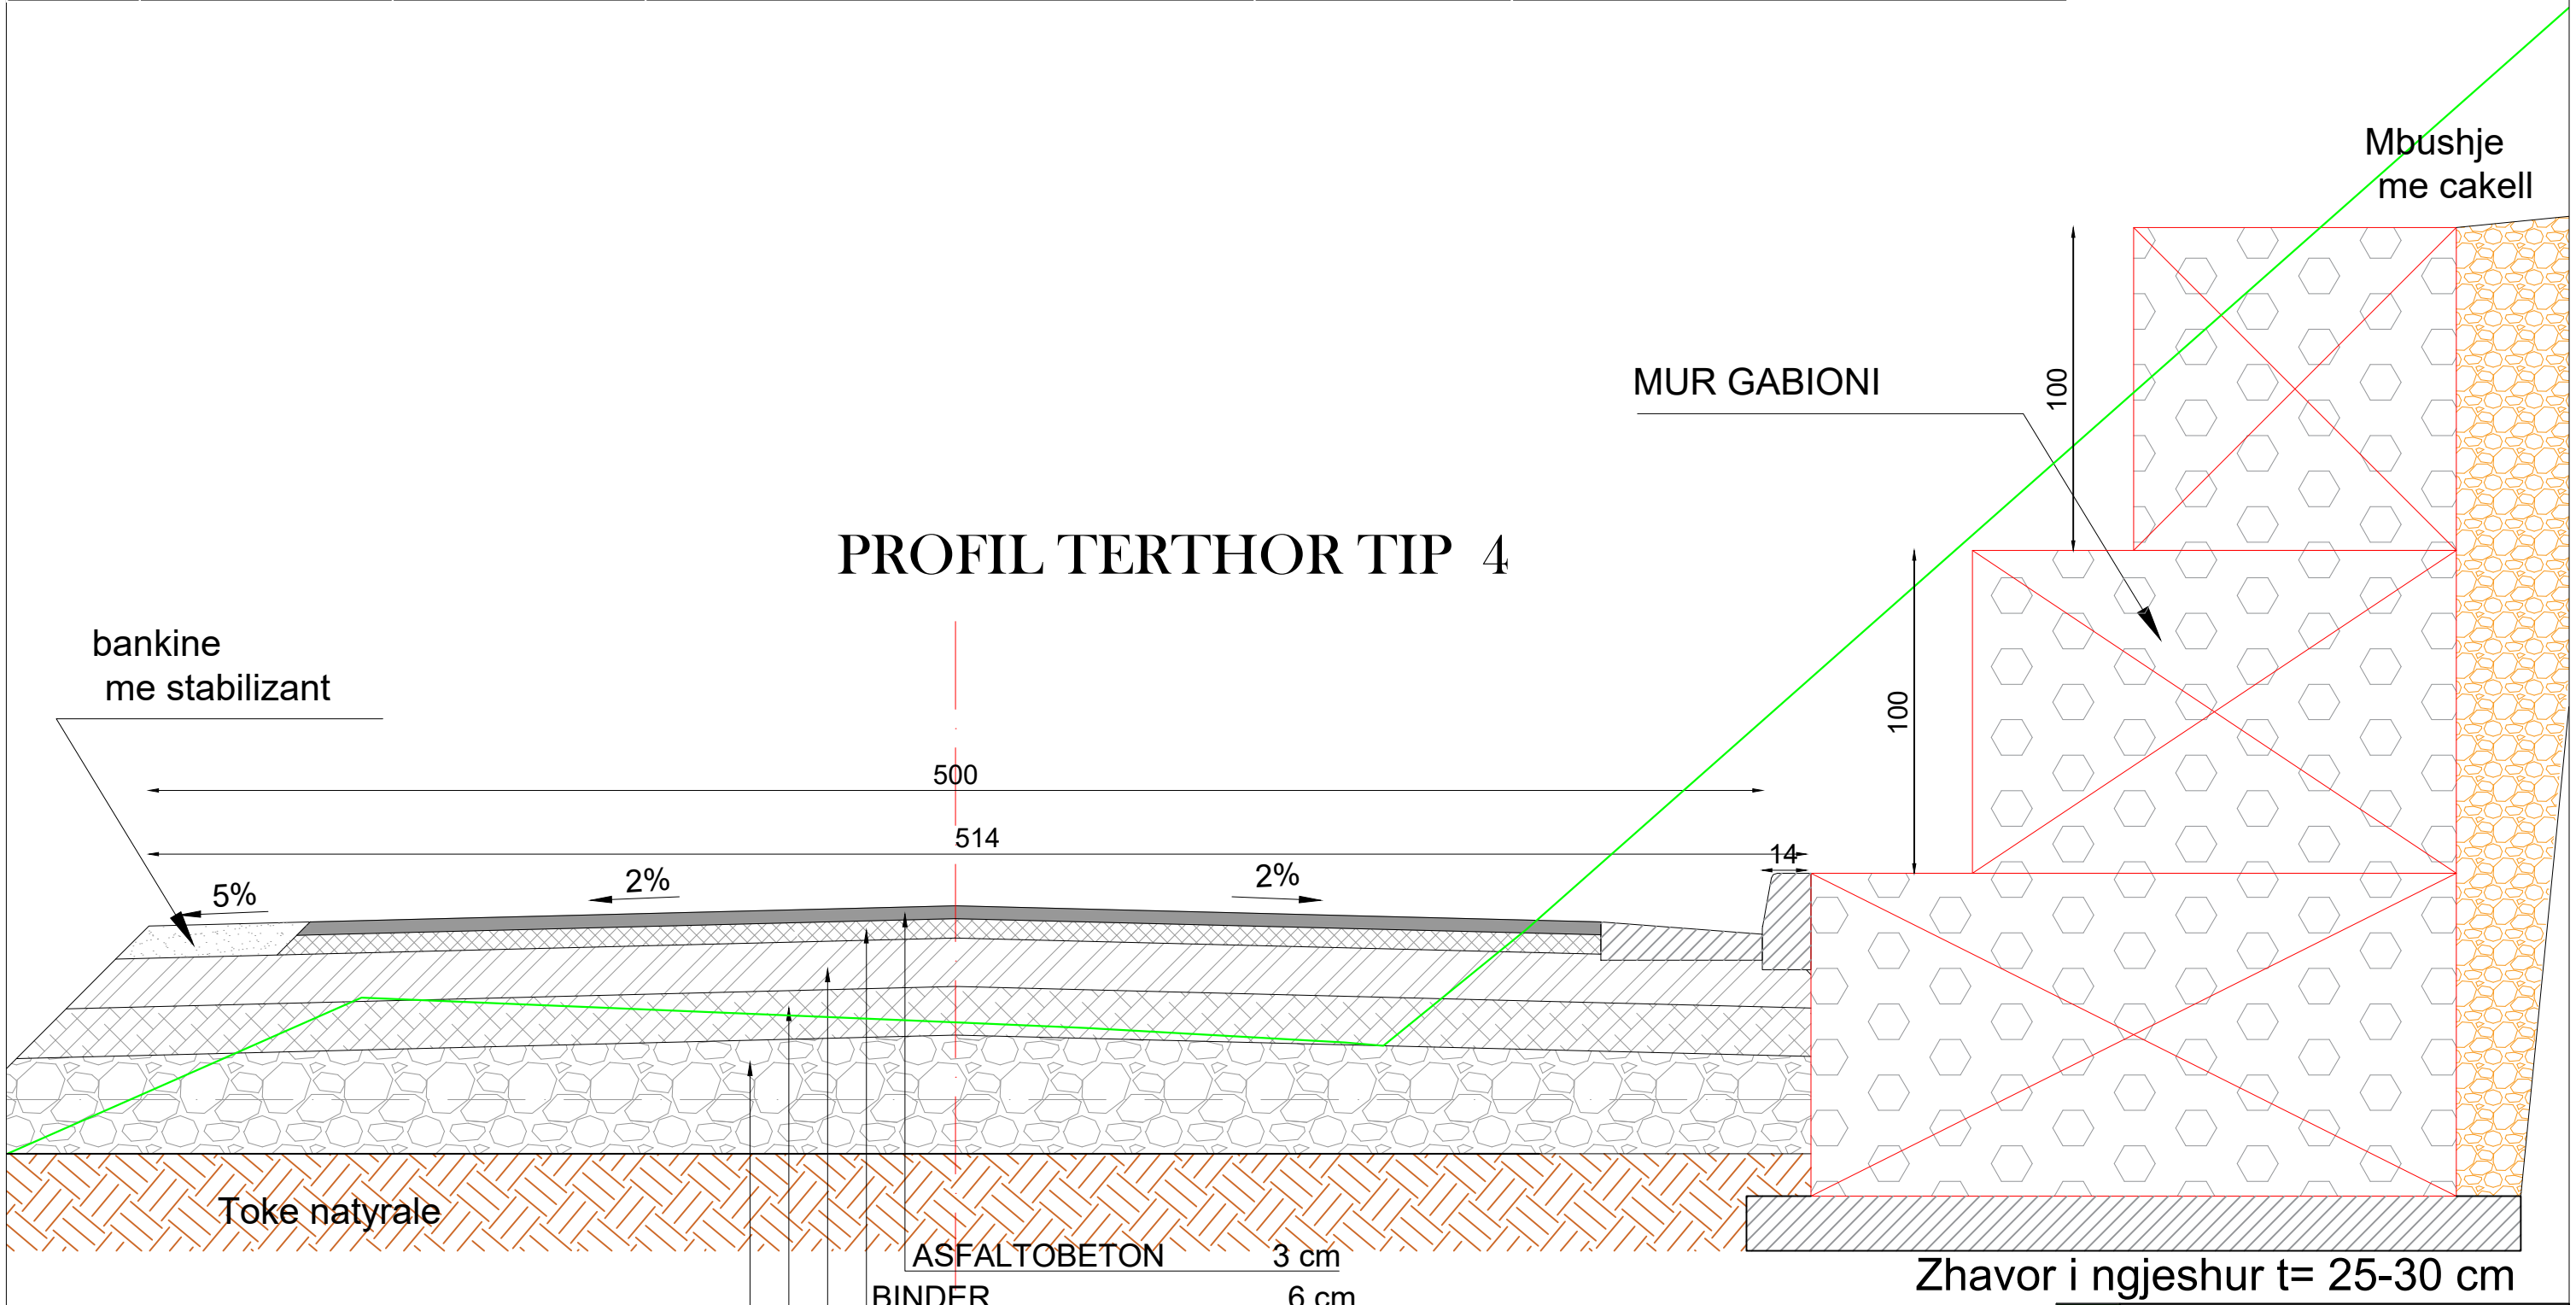 Mbushje
me cakell
MUR GABIONI
100
PROFIL TERTHOR TIP 4
bankine
me stabilizant
100
500
514
14
5%
2%
2%
Toke natyrale
ASFALTOBETON 3 cm
BINDER 6 cm
Zhavor i ngjeshur t= 25-30 cm